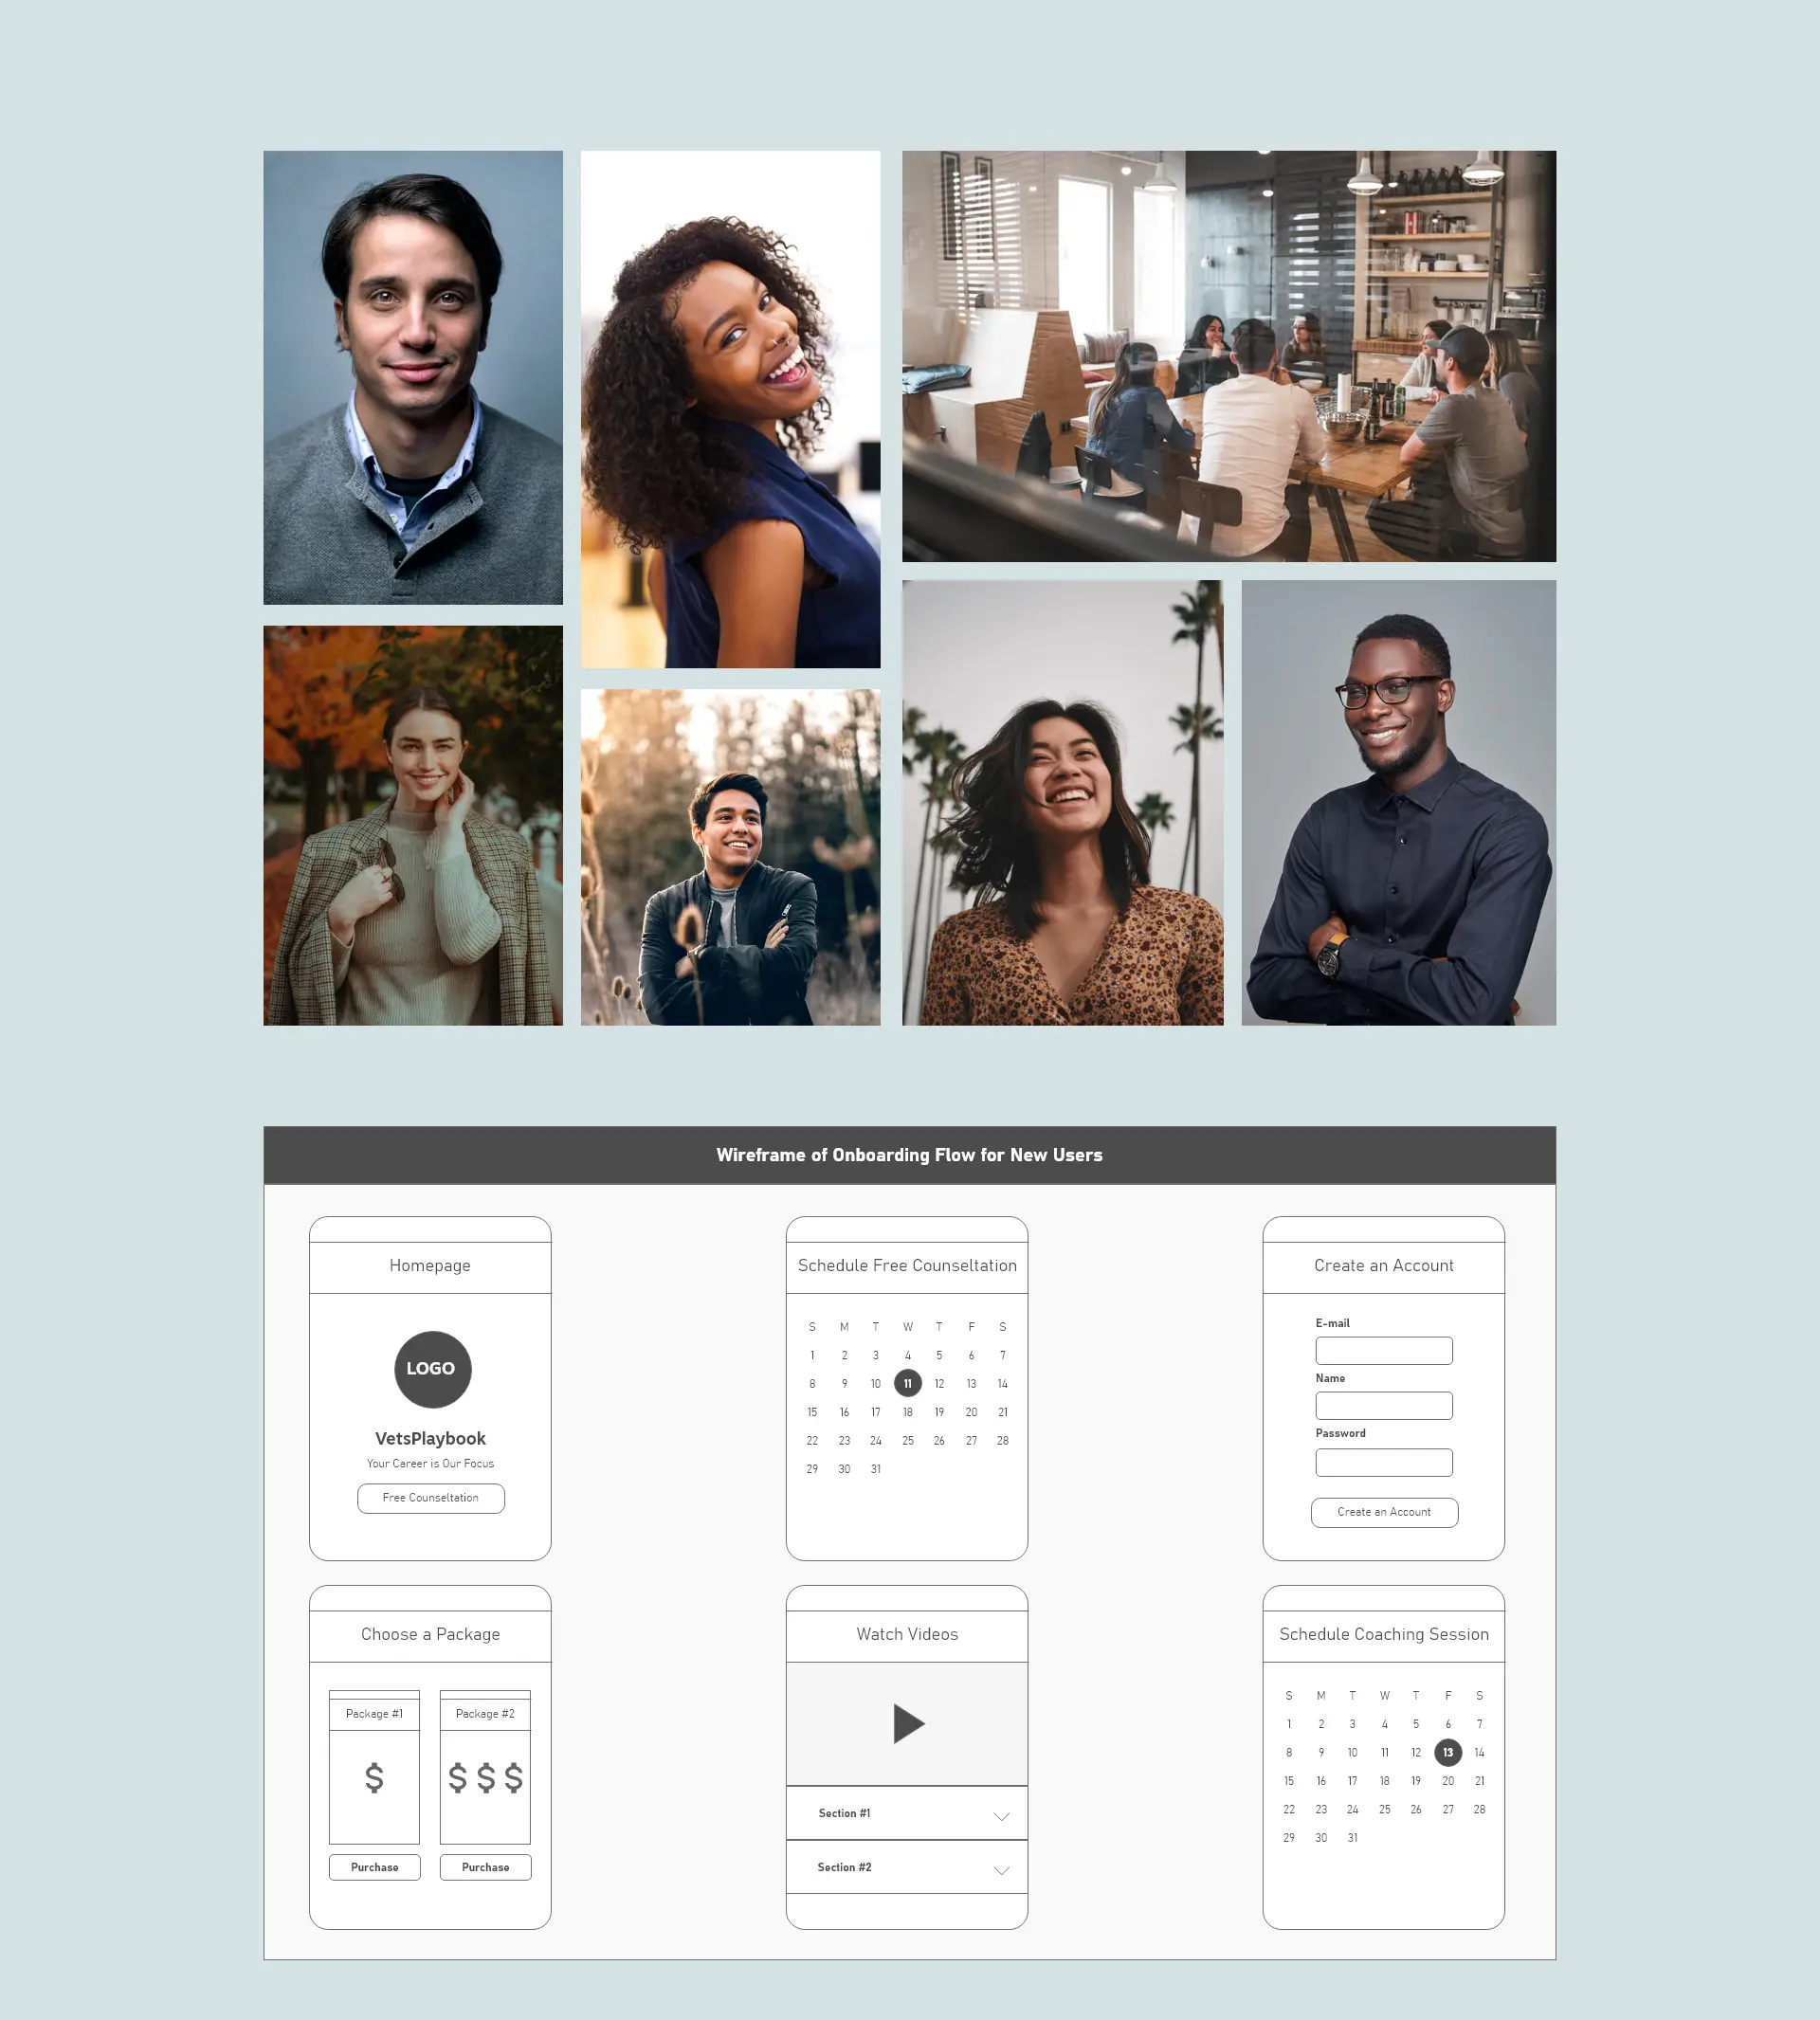 Wireframe of Onboarding Flow for New Users
Homepage
LOGO
VetsPlaybook
Your Career is Our Focus
Free Counseltation
Schedule Free Counseltation
S M T W T F S
1 2 3 4 5 6 7
8 9 10 11 12 13 14
15 16 17 18 19 20 21
22 23 24 25 26 27 28
29 30 31
Create an Account
E-mail
Name
Password
Create an Account
Choose a Package
Package #1
$
Purchase
Package #2
$ $ $
Purchase
Watch Videos
Section #1
Section #2
Schedule Coaching Session
S M T W T F S
1 2 3 4 5 6 7
8 9 10 11 12 13 14
15 16 17 18 19 20 21
22 23 24 25 26 27 28
29 30 31